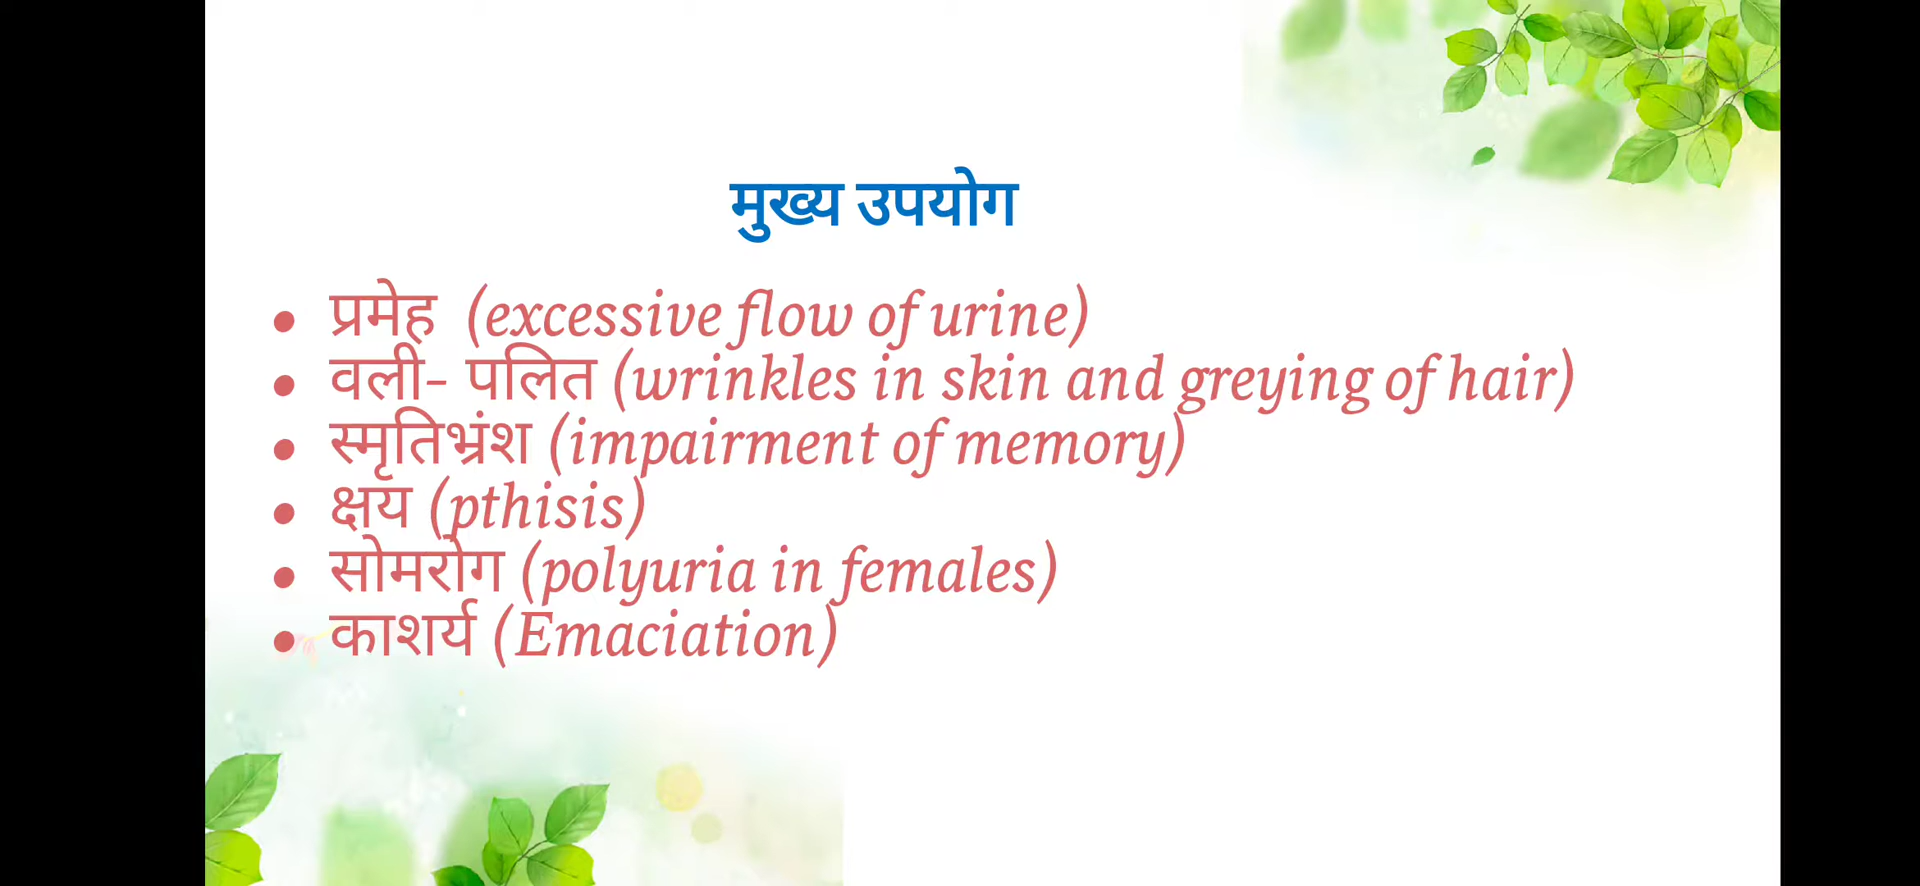 मुख्य उपयोग
• प्रमेह (excessive flow of urine)
• वली- पलित (wrinkles in skin and greying of hair)
• स्मृतिभ्रंश (impairment of memory)
• क्षय (pthisis)
• सोमरोग (polyuria in females)
• काशर्य (Emaciation)